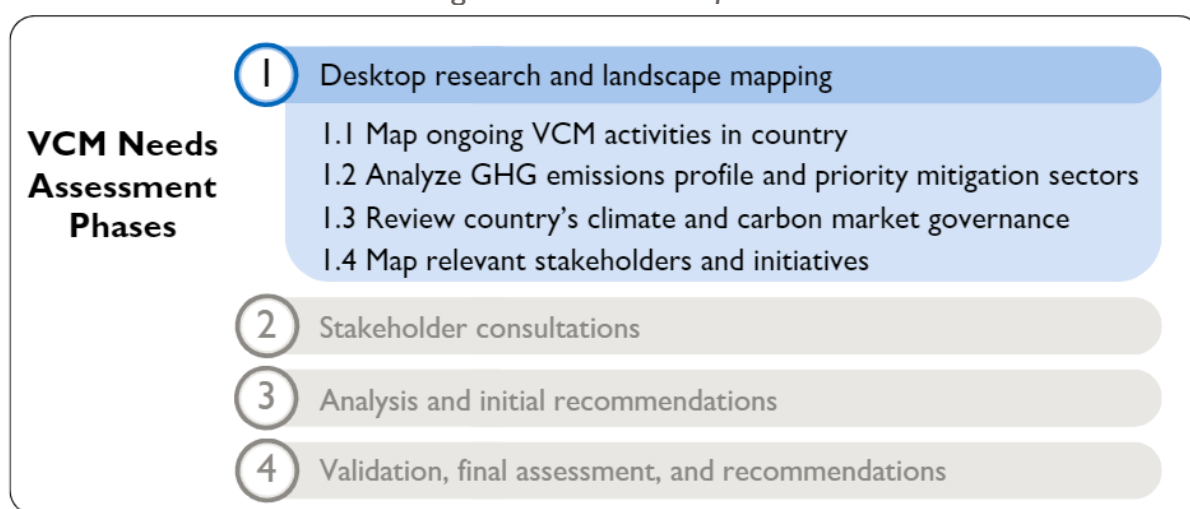 VCM Needs
Assessment
Phases
1 Desktop research and landscape mapping
1.1 Map ongoing VCM activities in country
1.2 Analyze GHG emissions profile and priority mitigation sectors
1.3 Review country's climate and carbon market governance
1.4 Map relevant stakeholders and initiatives
2 Stakeholder consultations
3 Analysis and initial recommendations
4 Validation, final assessment, and recommendations